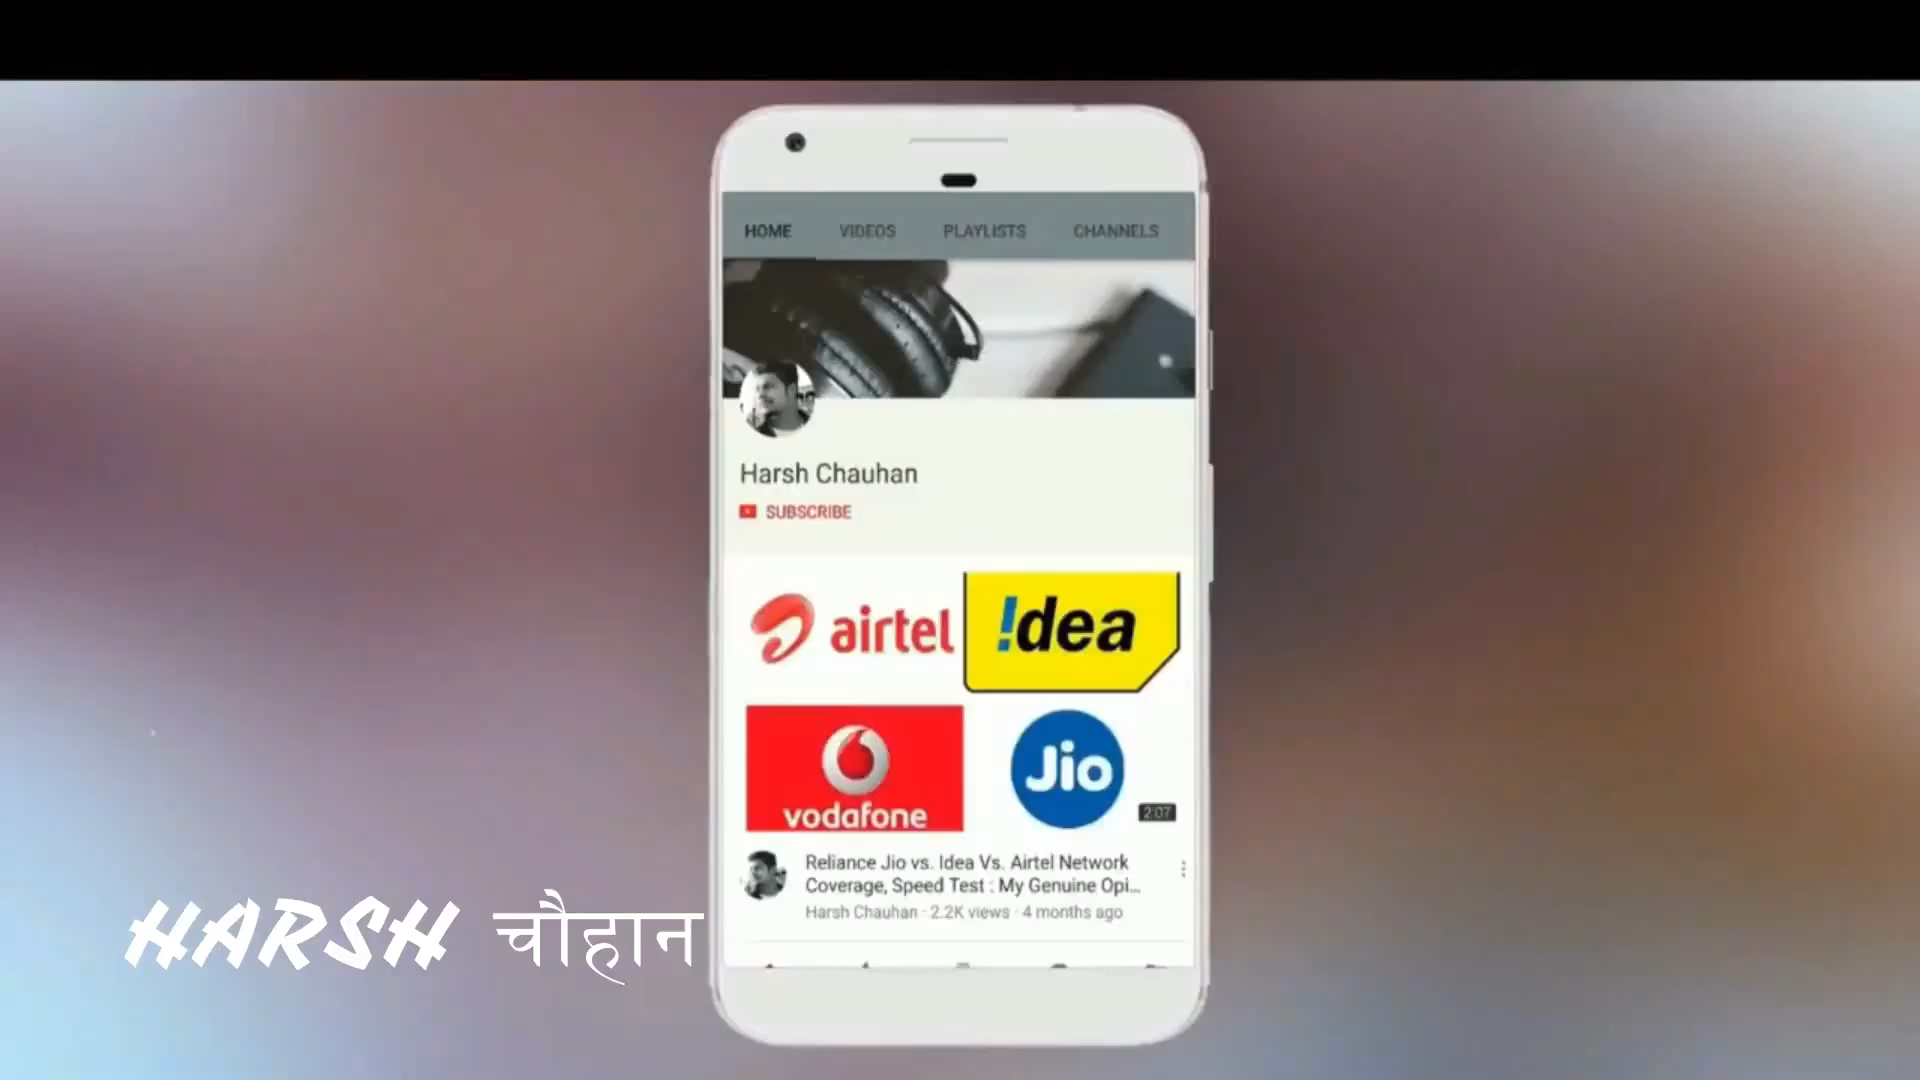 HOME VIDEOS PLAYLISTS CHANNELS
Harsh Chauhan
SUBSCRIBE
airtel !dea
vodafone Jio
2:07
Reliance Jio vs. Idea Vs. Airtel Network
Coverage, Speed Test : My Genuine Opi...
Harsh Chauhan · 2.2K views · 4 months ago
HARSH चौहान